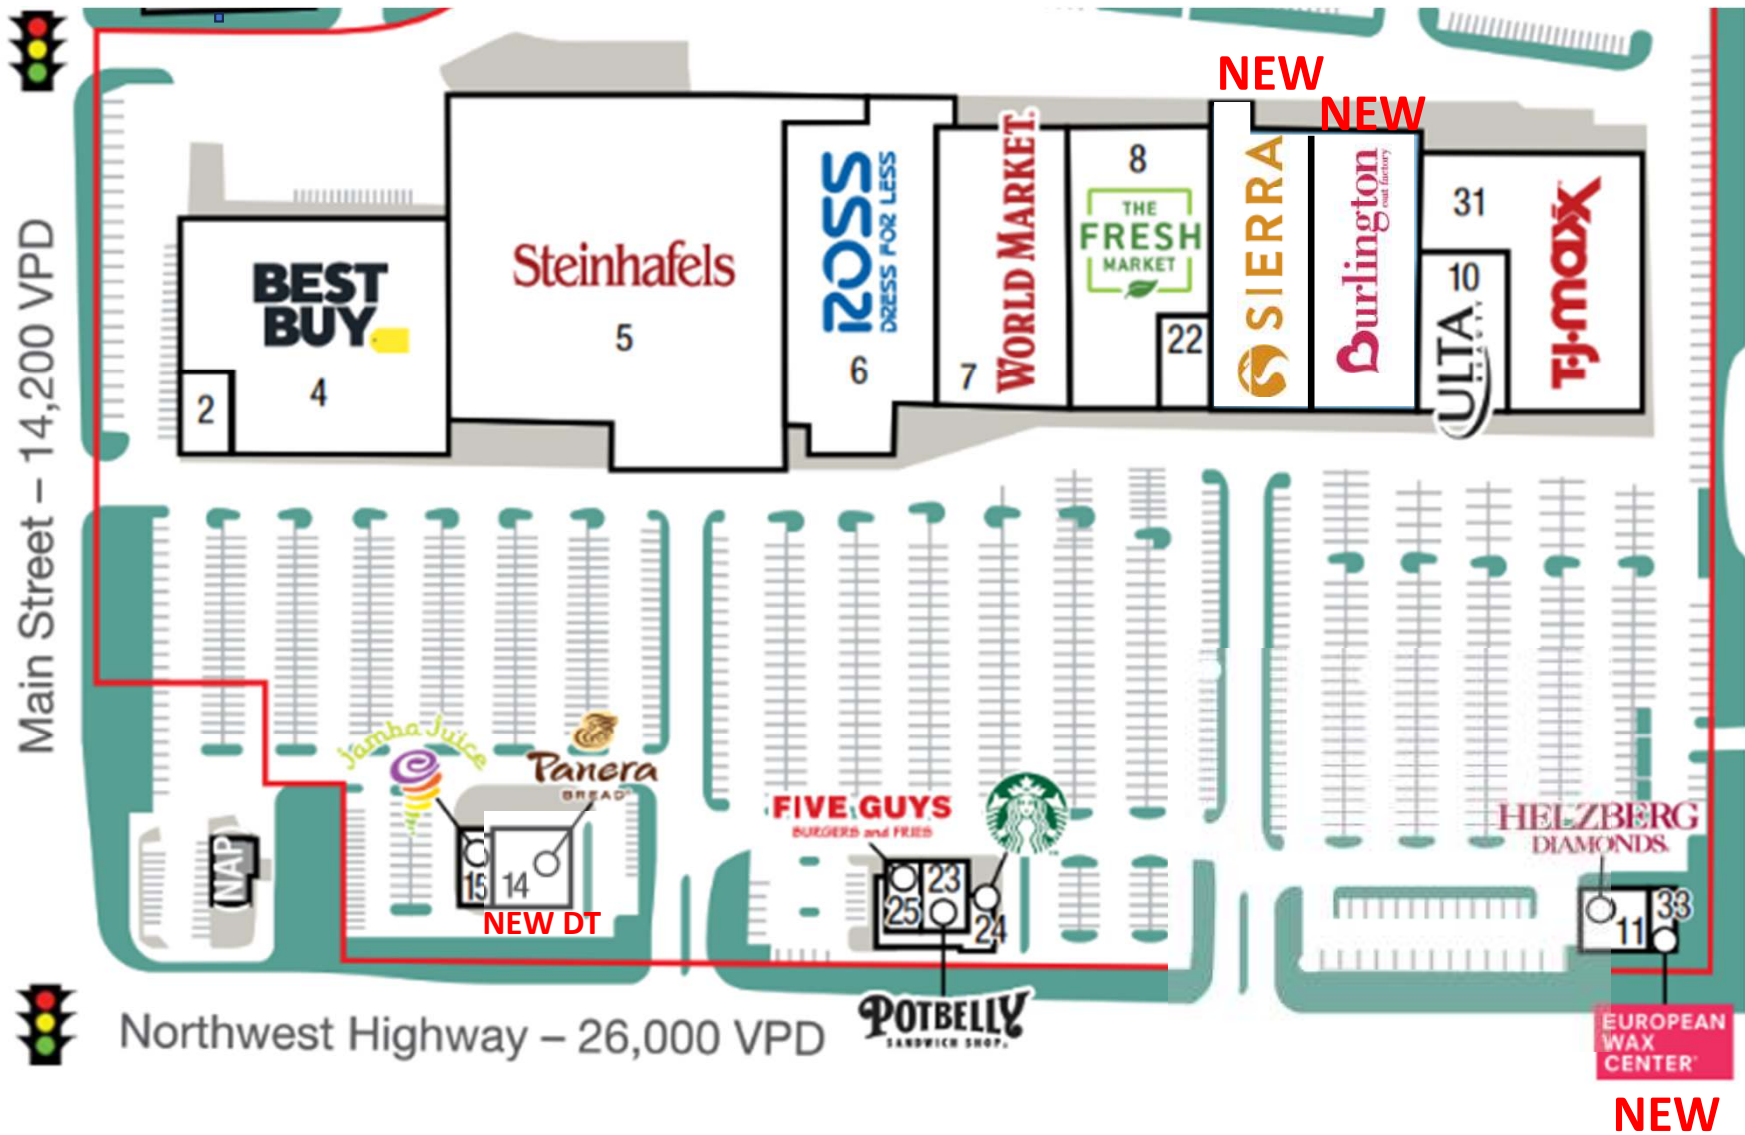 NEW
NEW
Main Street – 14,200 VPD
BEST
BUY
2
4
Steinhafels
5
ROSS
DRESS FOR LESS
6
WORLD MARKET.
7
8
THE
FRESH
MARKET
22
SIERRA
Burlington
coat factory
31
10
ULTA
BEAUTY
T.J.maxx
Jamba Juice
Panera
BREAD
15
14
NEW DT
NAP
FIVE GUYS
BURGERS and FRIES
23
25
24
POTBELLY
SANDWICH SHOP.
HELZBERG
DIAMONDS.
33
11
EUROPEAN
WAX
CENTER
NEW
Northwest Highway – 26,000 VPD